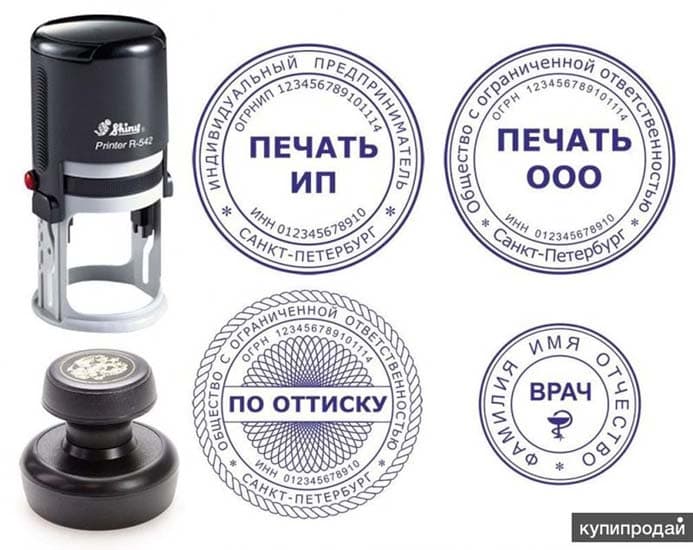 Shiny
Printer R-542
ИНДИВИДУАЛЬНЫЙ ПРЕДПРИНИМАТЕЛЬ
ОГРНИП 123456789101114
ПЕЧАТЬ
ИП
ИНН 012345678910
* САНКТ-ПЕТЕРБУРГ *
Общество с ограниченной ответственностью
ОГРН 123456789101114
ПЕЧАТЬ
ООО
ИНН 012345678910
* Санкт-Петербург *
ОБЩЕСТВО С ОГРАНИЧЕННОЙ ОТВЕТСТВЕННОСТЬЮ
ОГРН 123456789101114
ПО ОТТИСКУ
ИНН 012345678910
* САНКТ-ПЕТЕРБУРГ *
ФАМИЛИЯ ИМЯ ОТЧЕСТВО
ВРАЧ
*
купипродай